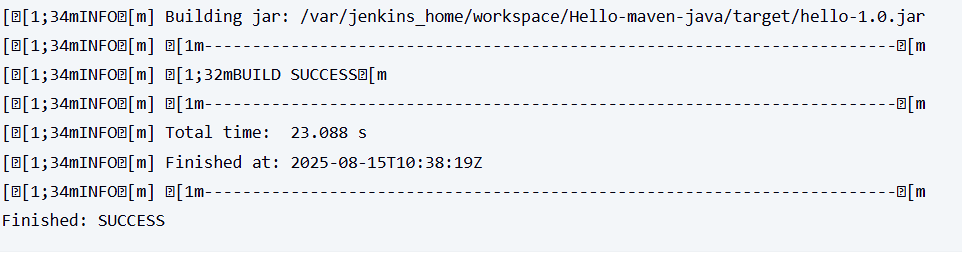 [�[1;34mINFO�[m] Building jar: /var/jenkins_home/workspace/Hello-maven-java/target/hello-1.0.jar
[�[1;34mINFO�[m] �[1m------------------------------------------------------------------------�[m
[�[1;34mINFO�[m] �[1;32mBUILD SUCCESS�[m
[�[1;34mINFO�[m] �[1m------------------------------------------------------------------------�[m
[�[1;34mINFO�[m] Total time:  23.088 s
[�[1;34mINFO�[m] Finished at: 2025-08-15T10:38:19Z
[�[1;34mINFO�[m] �[1m------------------------------------------------------------------------�[m
Finished: SUCCESS